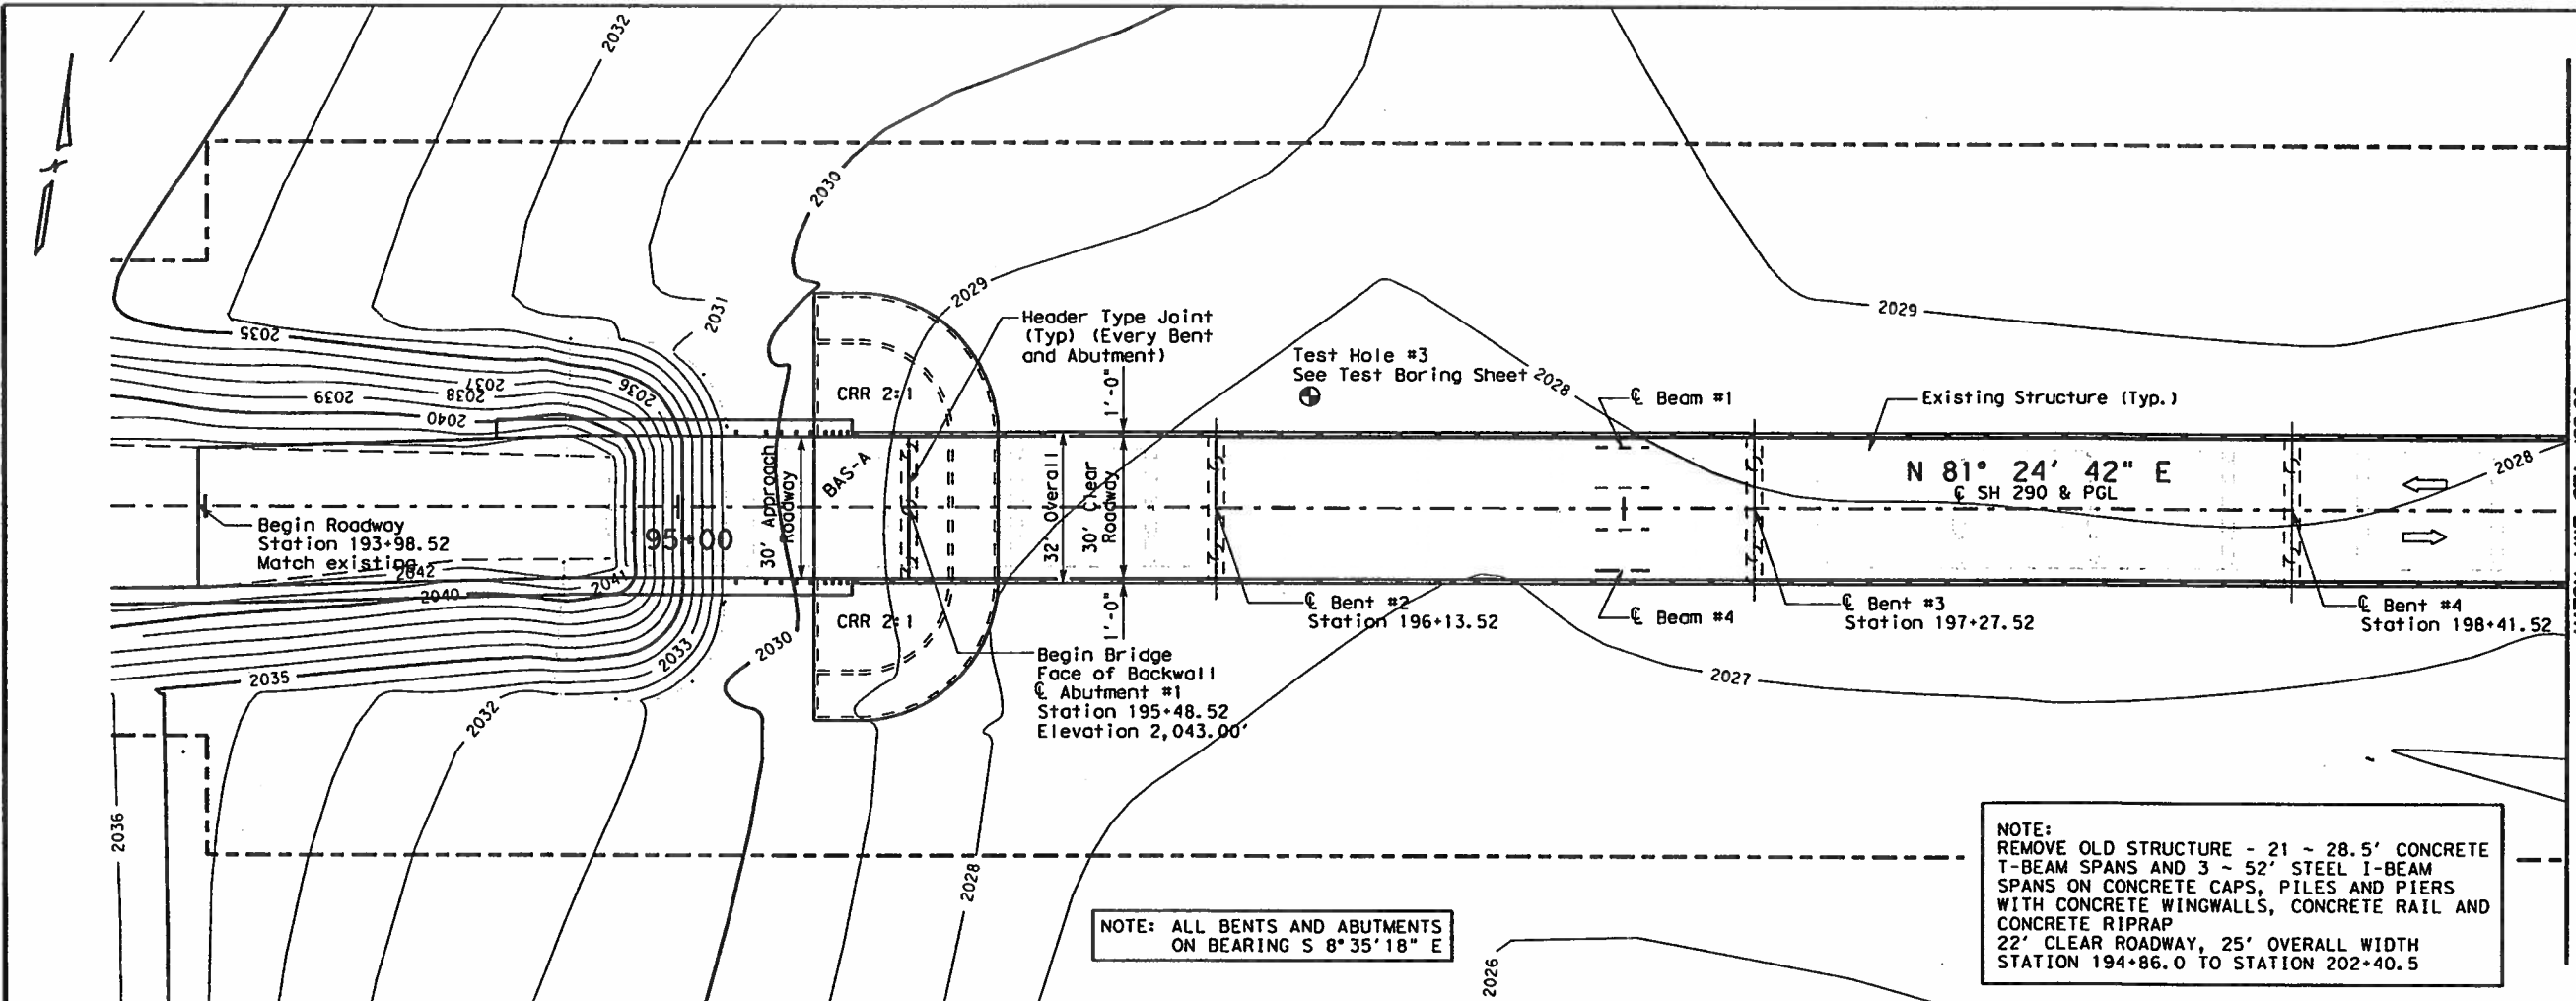 2032
2030
2031
2029
2029
2035
2037
2036
2038
2039
2040
Header Type Joint
(Typ) (Every Bent
and Abutment)
Test Hole #3
See Test Boring Sheet
2028
CRR 2:1
1'-0"
℄ Beam #1
Existing Structure (Typ.)
30' Approach
Roadway
BAS-A
32' Overall
30' Clear
Roadway
N 81° 24' 42" E
℄ SH 290 & PGL
2028
Begin Roadway
Station 193+98.52
Match existing
95+00
2042
2041
2040
2033
2035
2032
2030
CRR 2:1
1'-0"
℄ Bent #2
Station 196+13.52
℄ Beam #4
℄ Bent #3
Station 197+27.52
℄ Bent #4
Station 198+41.52
Begin Bridge
Face of Backwall
℄ Abutment #1
Station 195+48.52
Elevation 2,043.00'
2027
2036
2028
2026
NOTE: ALL BENTS AND ABUTMENTS
ON BEARING S 8°35'18" E
NOTE:
REMOVE OLD STRUCTURE - 21 ~ 28.5' CONCRETE
T-BEAM SPANS AND 3 ~ 52' STEEL I-BEAM
SPANS ON CONCRETE CAPS, PILES AND PIERS
WITH CONCRETE WINGWALLS, CONCRETE RAIL AND
CONCRETE RIPRAP
22' CLEAR ROADWAY, 25' OVERALL WIDTH
STATION 194+86.0 TO STATION 202+40.5